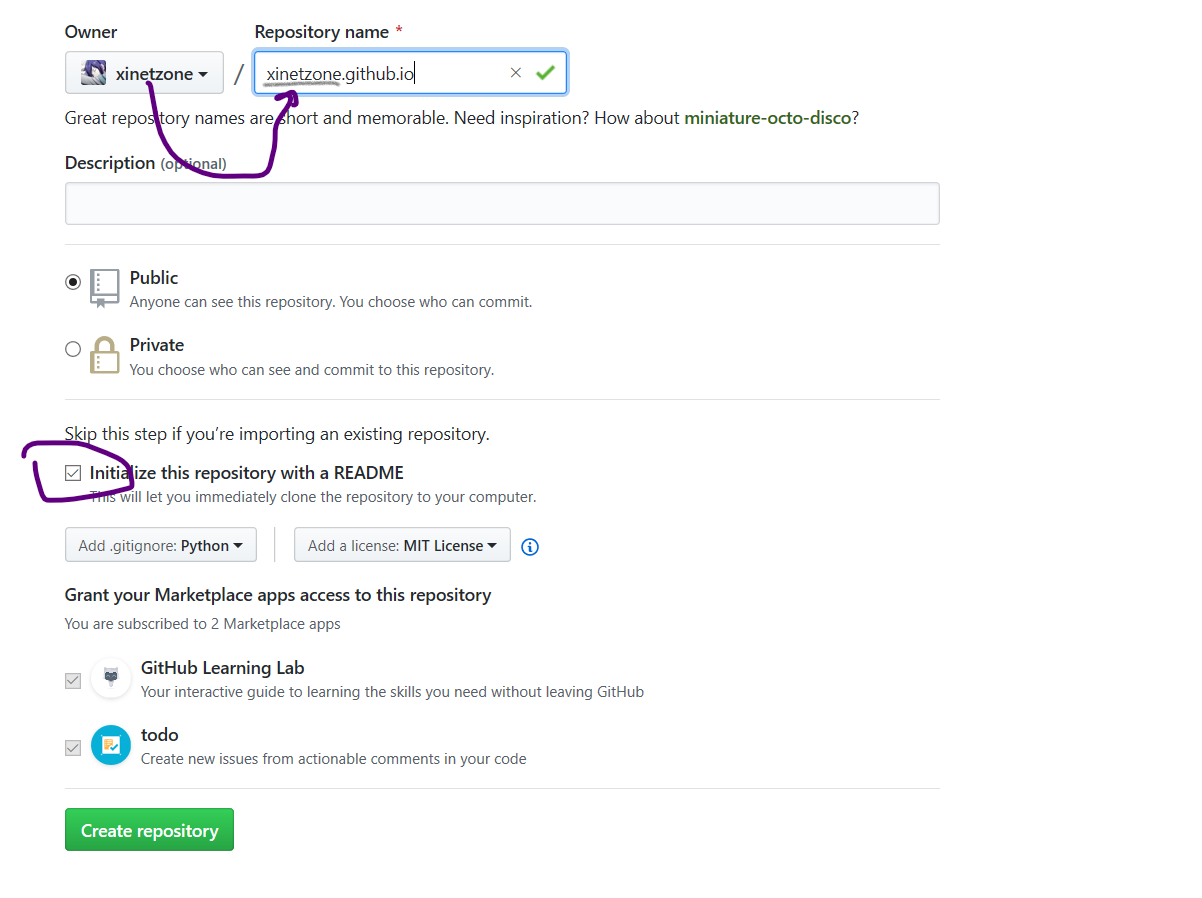 Owner
Repository name *
xinetzone / xinetzone.github.io
Great repository names are short and memorable. Need inspiration? How about miniature-octo-disco?
Description (optional)
Public
Anyone can see this repository. You choose who can commit.
Private
You choose who can see and commit to this repository.
Skip this step if you’re importing an existing repository.
Initialize this repository with a README
This will let you immediately clone the repository to your computer.
Add .gitignore: Python
Add a license: MIT License
Grant your Marketplace apps access to this repository
You are subscribed to 2 Marketplace apps
GitHub Learning Lab
Your interactive guide to learning the skills you need without leaving GitHub
todo
Create new issues from actionable comments in your code
Create repository